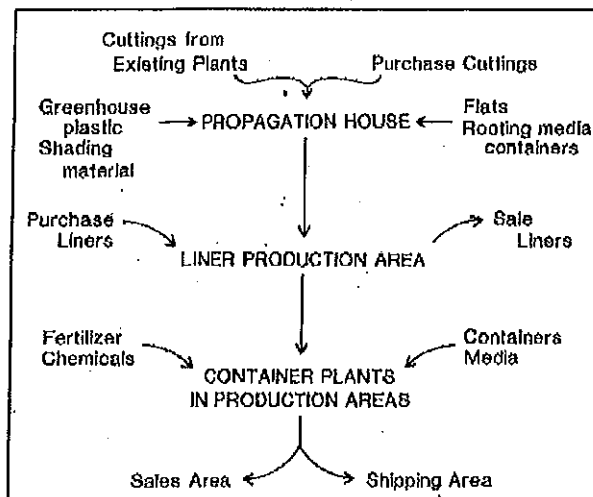 Cuttings from
Existing Plants
Purchase Cuttings
Greenhouse
plastic
Shading
material
PROPAGATION HOUSE
Flats
Rooting media
containers
Purchase
Liners
LINER PRODUCTION AREA
Sale
Liners
Fertilizer
Chemicals
CONTAINER PLANTS
IN PRODUCTION AREAS
Containers
Media
Sales Area
Shipping Area